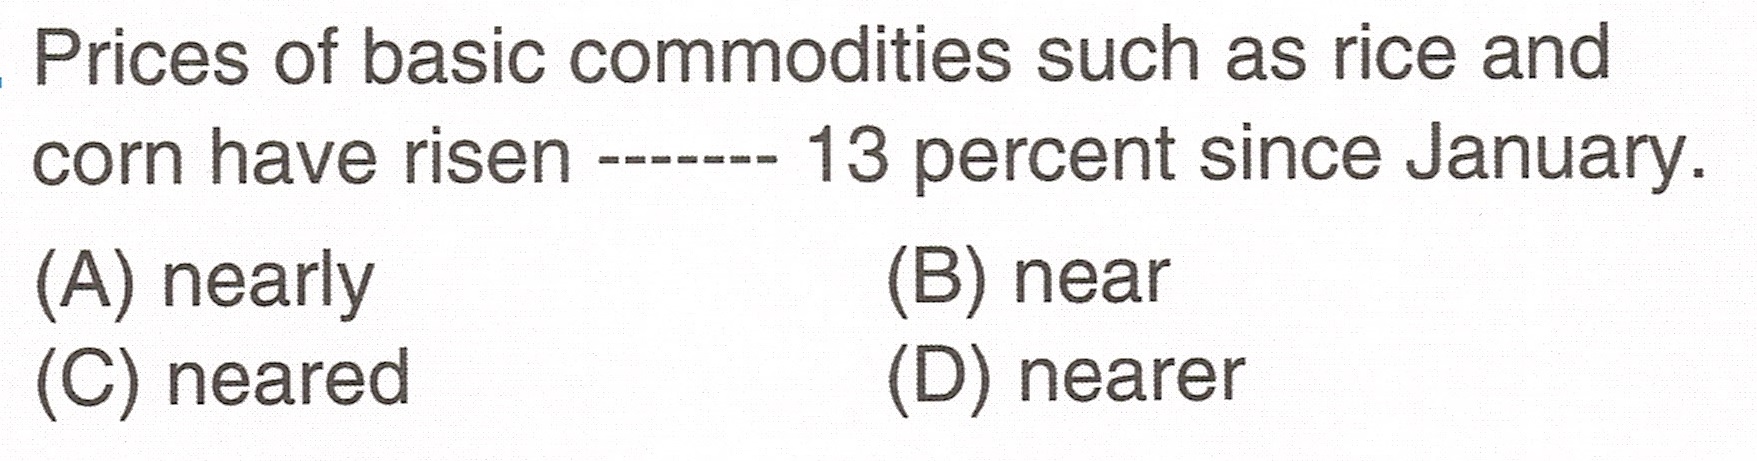 Prices of basic commodities such as rice and
corn have risen ------- 13 percent since January.
(A) nearly (B) near
(C) neared (D) nearer